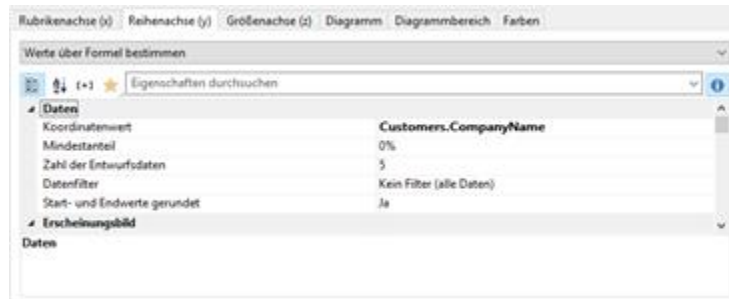 Rubrikenachse (x) Reihenachse (y) Größenachse (z) Diagramm Diagrammbereich Farben
Werte über Formel bestimmen
Eigenschaften durchsuchen
Daten
Koordinatenwert Customers.CompanyName
Mindestanteil 0%
Zahl der Entwurfsdaten 5
Datenfilter Kein Filter (alle Daten)
Start- und Endwerte gerundet Ja
Erscheinungsbild
Daten